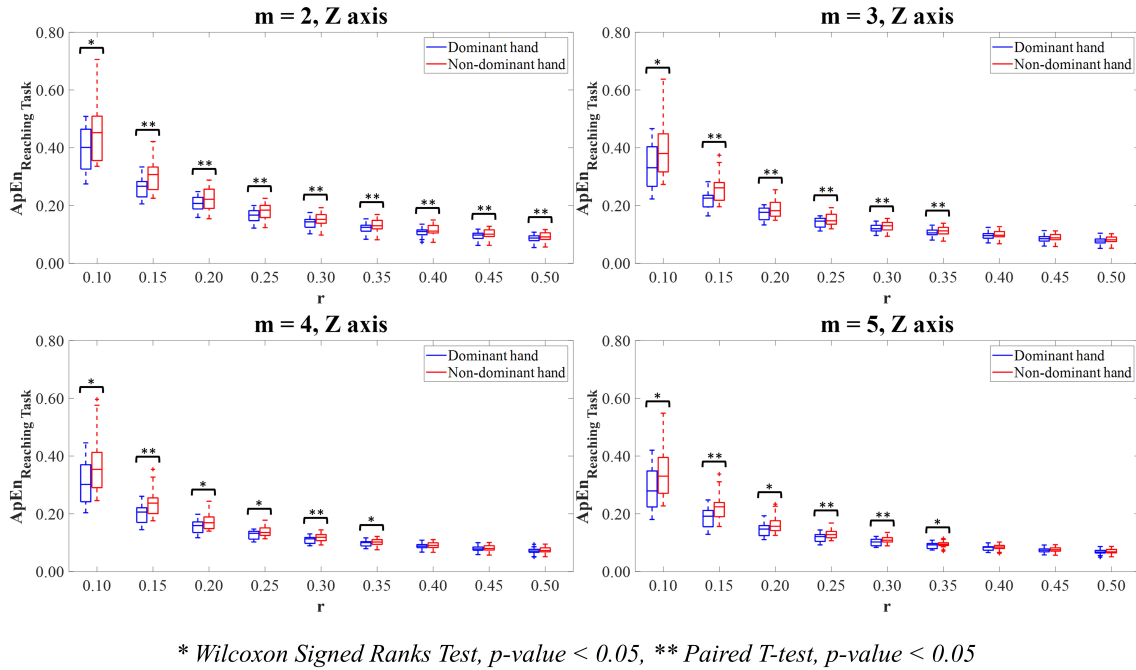 m = 2, Z axis
ApEn Reaching Task
0.80
0.60
0.40
0.20
0.00
Dominant hand
Non-dominant hand
*
**
**
**
**
**
**
**
**
0.10 0.15 0.20 0.25 0.30 0.35 0.40 0.45 0.50
r
m = 3, Z axis
ApEn Reaching Task
0.80
0.60
0.40
0.20
0.00
Dominant hand
Non-dominant hand
*
**
**
**
**
**
0.10 0.15 0.20 0.25 0.30 0.35 0.40 0.45 0.50
r
m = 4, Z axis
ApEn Reaching Task
0.80
0.60
0.40
0.20
0.00
Dominant hand
Non-dominant hand
*
**
*
*
**
*
0.10 0.15 0.20 0.25 0.30 0.35 0.40 0.45 0.50
r
m = 5, Z axis
ApEn Reaching Task
0.80
0.60
0.40
0.20
0.00
Dominant hand
Non-dominant hand
*
**
*
**
**
*
0.10 0.15 0.20 0.25 0.30 0.35 0.40 0.45 0.50
r
* Wilcoxon Signed Ranks Test, p-value < 0.05, ** Paired T-test, p-value < 0.05